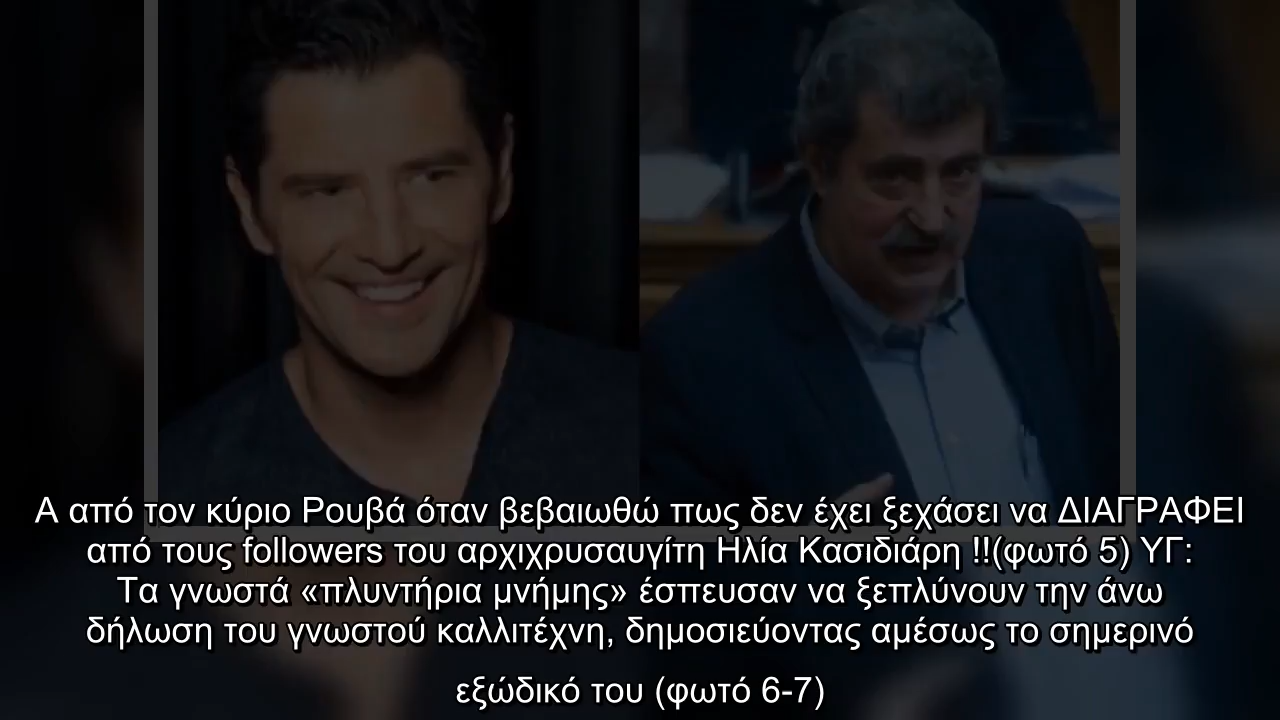 Α από τον κύριο Ρουβά όταν βεβαιωθώ πως δεν έχει ξεχάσει να ΔΙΑΓΡΑΦΕΙ
από τους followers του αρχιχρυσαυγίτη Ηλία Κασιδιάρη !!(φωτό 5) ΥΓ:
Τα γνωστά «πλυντήρια μνήμης» έσπευσαν να ξεπλύνουν την άνω
δήλωση του γνωστού καλλιτέχνη, δημοσιεύοντας αμέσως το σημερινό
εξώδικό του (φωτό 6-7)